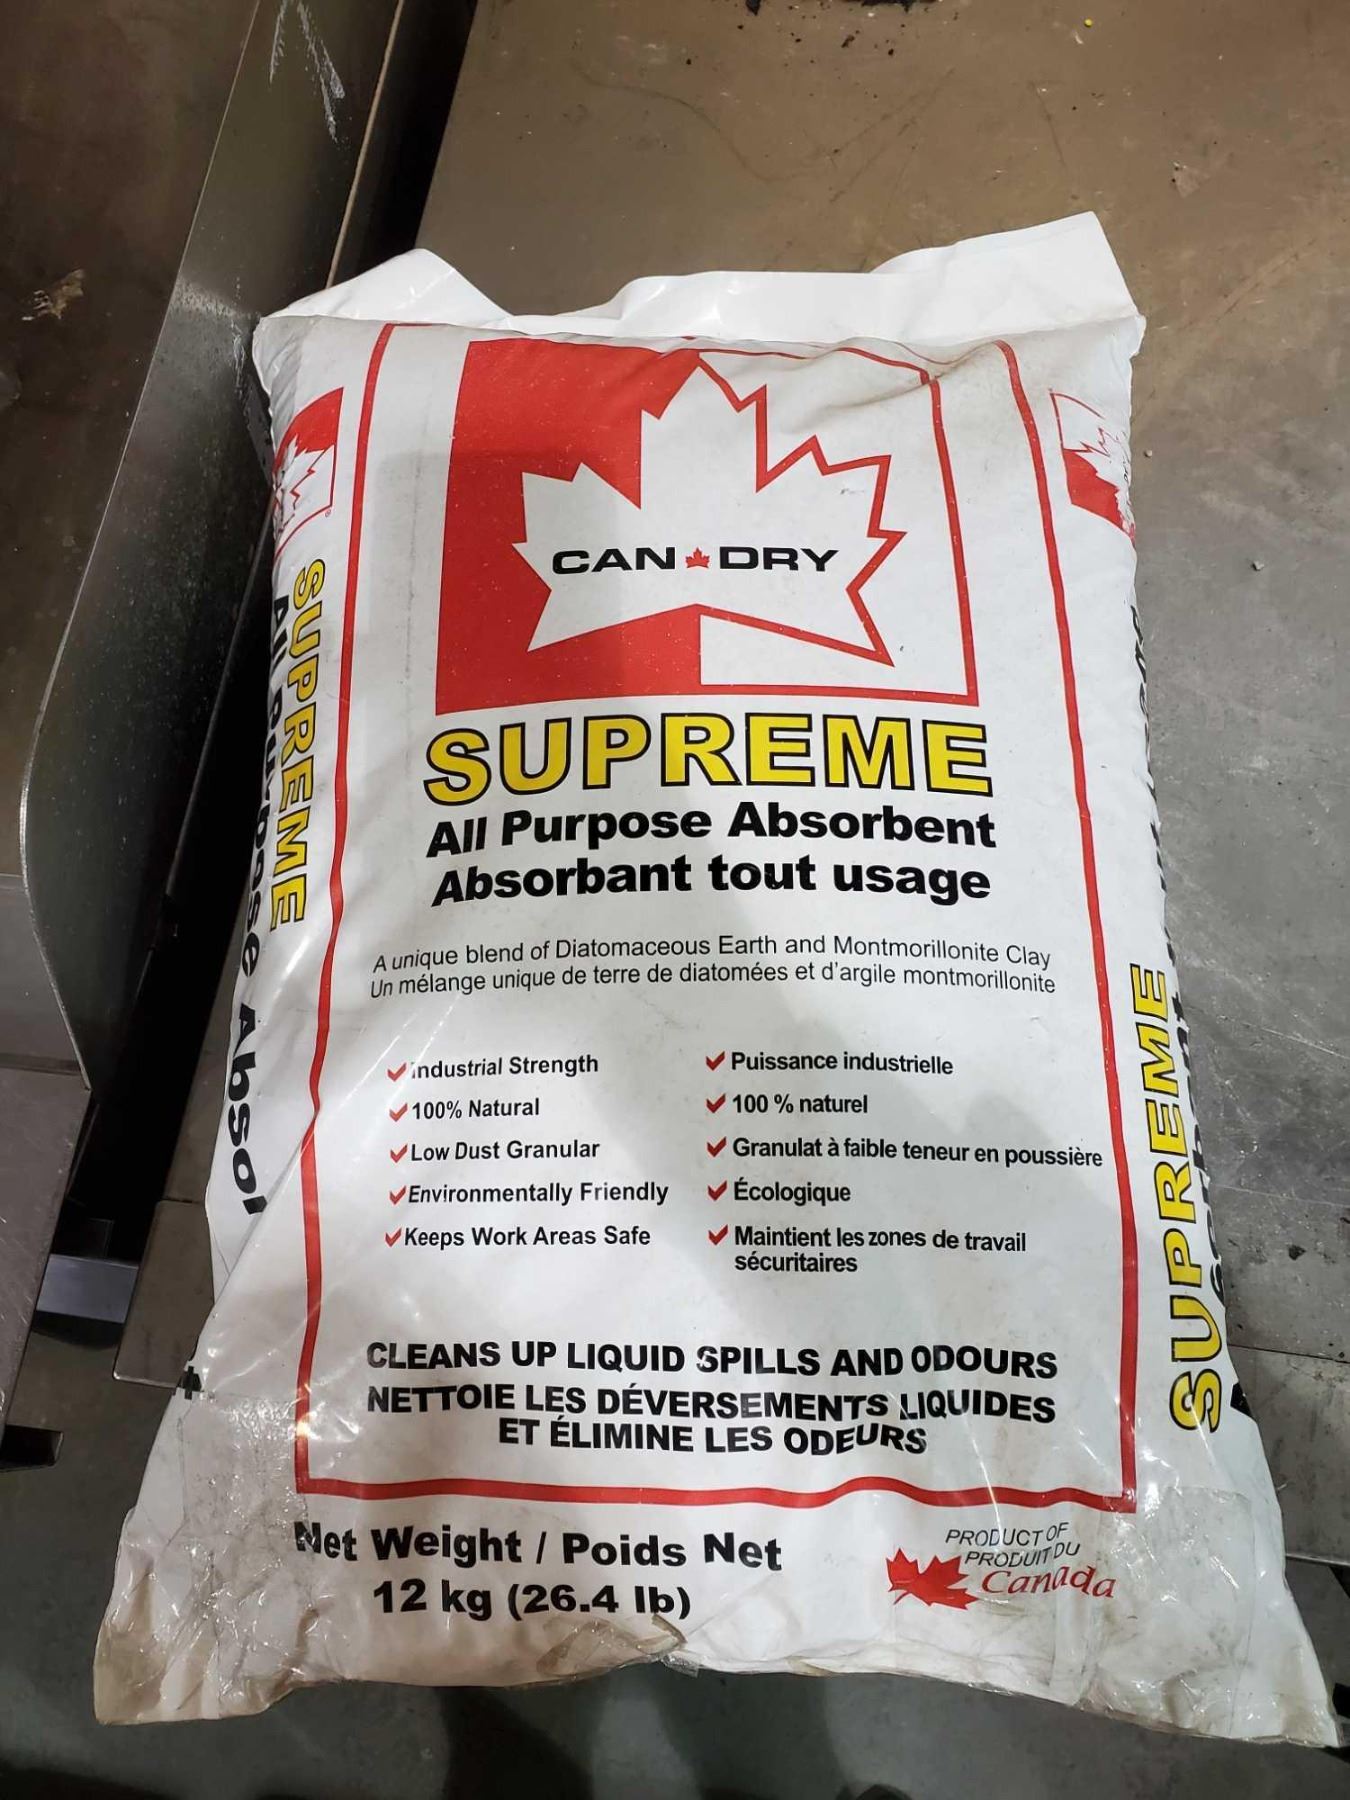 CAN DRY
SUPREME
All Purpose Absorbent
Absorbant tout usage
A unique blend of Diatomaceous Earth and Montmorillonite Clay
Un mélange unique de terre de diatomées et d'argile montmorillonite
Industrial Strength
100% Natural
Low Dust Granular
Environmentally Friendly
Keeps Work Areas Safe
Puissance industrielle
100 % naturel
Granulat à faible teneur en poussière
Écologique
Maintient les zones de travail
sécuritaires
CLEANS UP LIQUID SPILLS AND ODOURS
NETTOIE LES DÉVERSEMENTS LIQUIDES
ET ÉLIMINE LES ODEURS
Net Weight / Poids Net
12 kg (26.4 lb)
PRODUCT OF
PRODUIT DU
Canada
SUPREME
All Purpose Absor
SUPREME